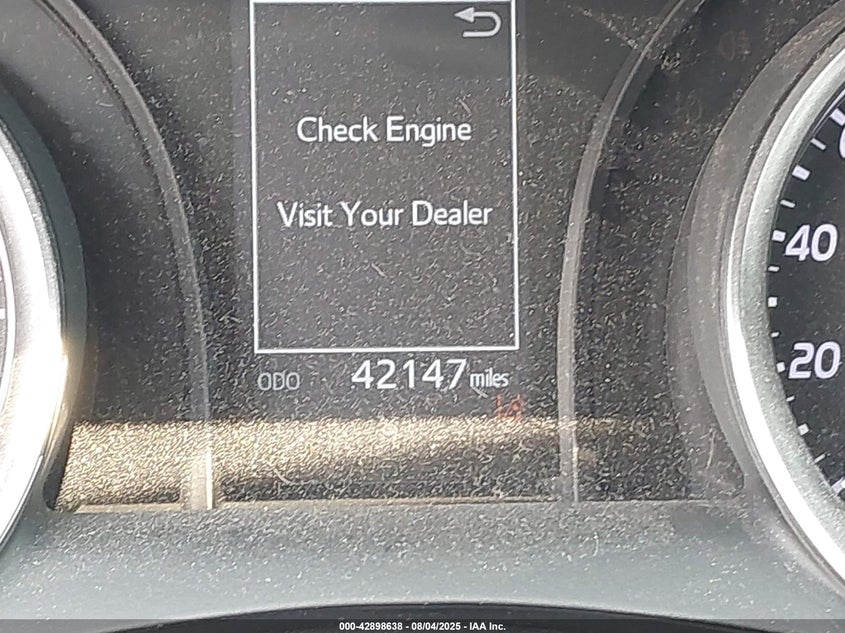 Check Engine
Visit Your Dealer
40
20
ODO 42147 miles
000-42898638 - 08/04/2025 - IAA Inc.